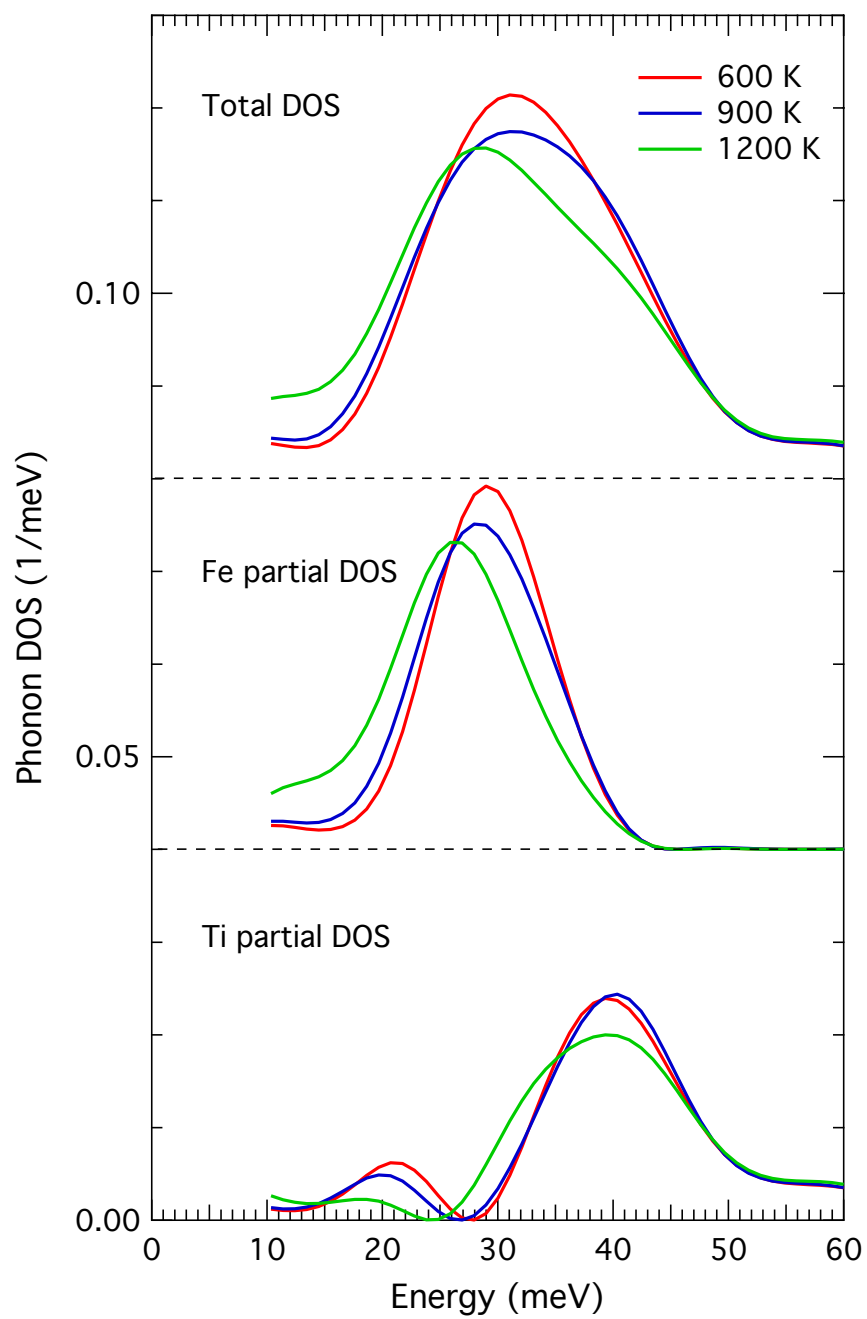 Total DOS
600 K
900 K
1200 K
0.10
Fe partial DOS
Phonon DOS (1/meV)
0.05
Ti partial DOS
0.00
0 10 20 30 40 50 60
Energy (meV)